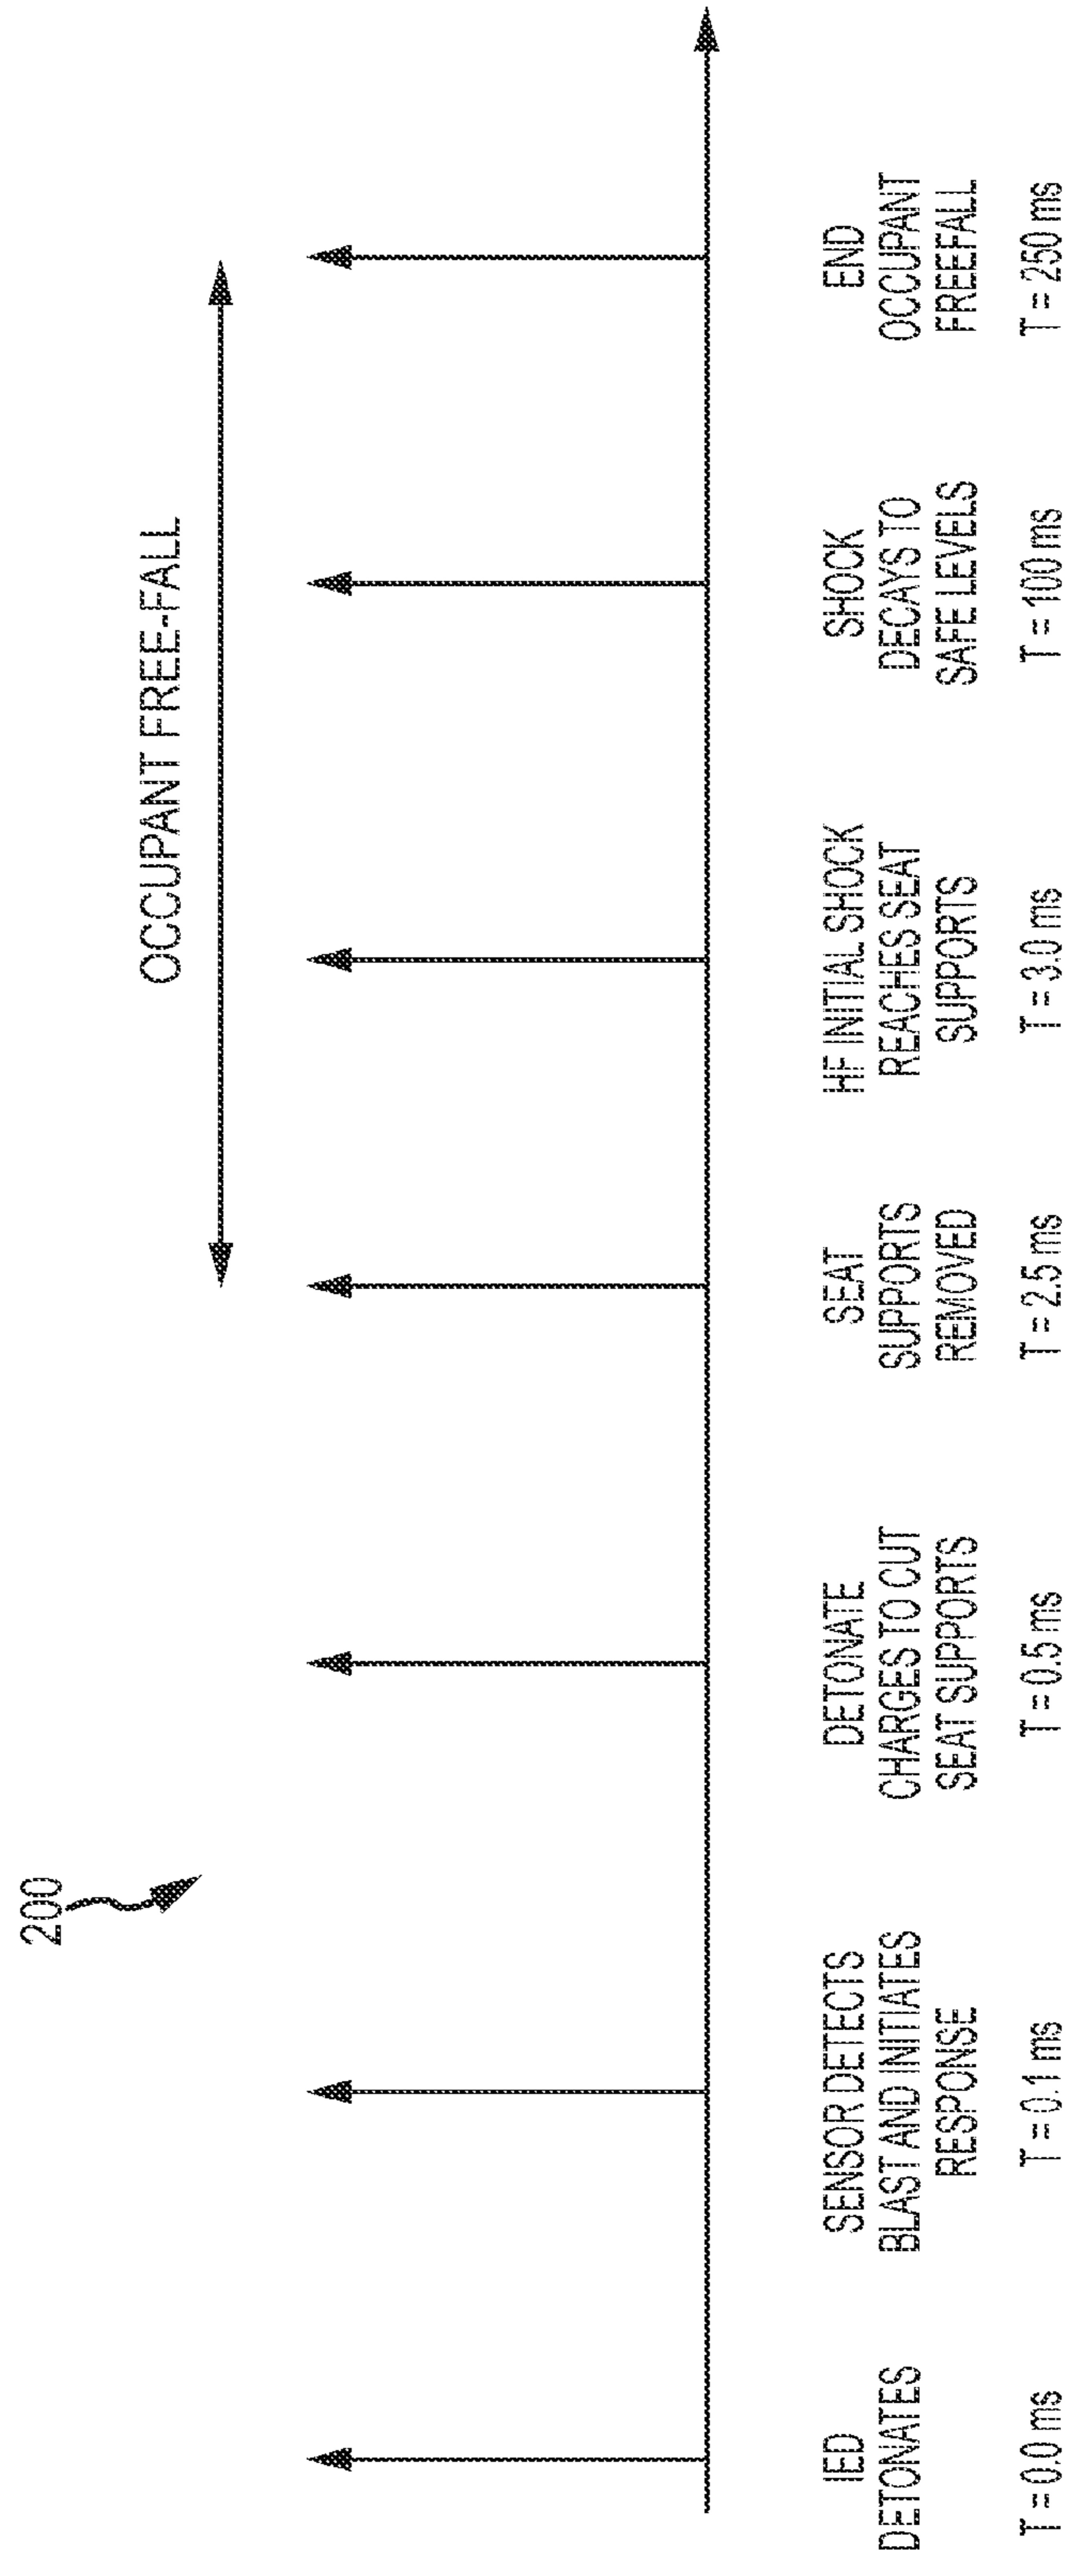 200
OCCUPANT FREE-FALL
IED
DETONATES
T = 0.0 ms
SENSOR DETECTS
BLAST AND INITIATES
RESPONSE
T = 0.1 ms
DETONATE
CHARGES TO CUT
SEAT SUPPORTS
T = 0.5 ms
SEAT
SUPPORTS
REMOVED
T = 2.5 ms
HF INITIAL SHOCK
REACHES SEAT
SUPPORTS
T = 3.0 ms
SHOCK
DECAYS TO
SAFE LEVELS
T = 100 ms
END
OCCUPANT
FREEFALL
T = 250 ms